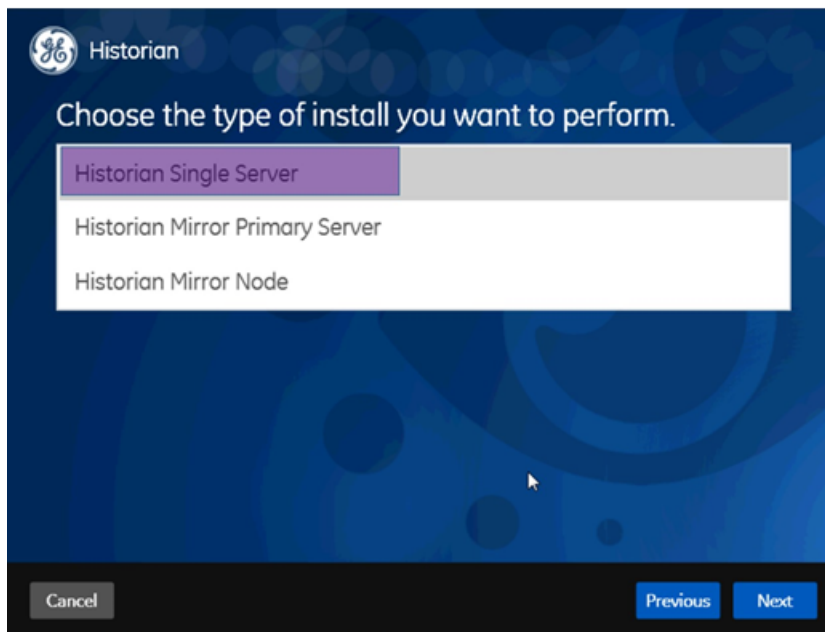 Historian
Choose the type of install you want to perform.
Historian Single Server
Historian Mirror Primary Server
Historian Mirror Node
Cancel
Previous
Next